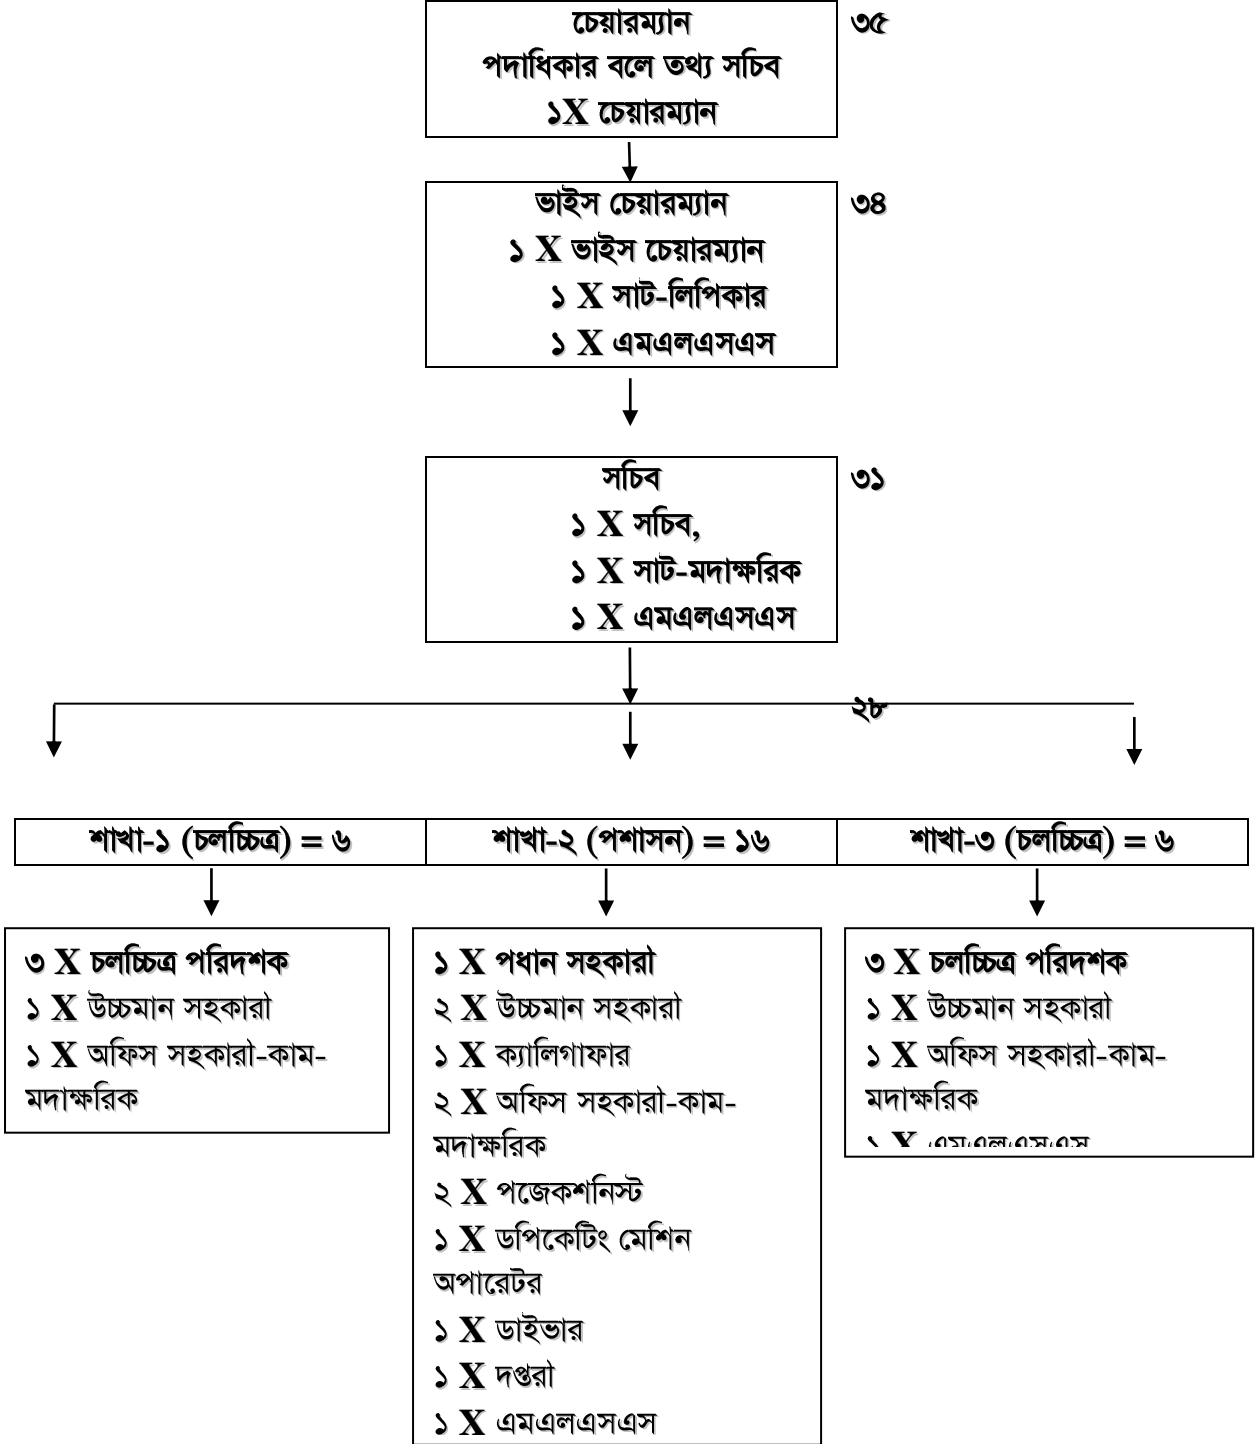 চেয়ারম্যান ৩৫
পদাধিকার বলে তথ্য সচিব
১X চেয়ারম্যান
ভাইস চেয়ারম্যান ৩৪
১ X ভাইস চেয়ারম্যান
১ X সাট-লিপিকার
১ X এমএলএসএস
সচিব ৩১
১ X সচিব,
১ X সাট-মদাক্ষরিক
১ X এমএলএসএস
২৮
শাখা-১ (চলচ্চিত্র) = ৬
শাখা-২ (পশাসন) = ১৬
শাখা-৩ (চলচ্চিত্র) = ৬
৩ X চলচ্চিত্র পরিদশক
১ X উচ্চমান সহকারী
১ X অফিস সহকারী-কাম-
মদাক্ষরিক
১ X পধান সহকারী
২ X উচ্চমান সহকারী
১ X ক্যালিগাফার
২ X অফিস সহকারী-কাম-
মদাক্ষরিক
২ X পজেকশনিস্ট
১ X ডপিকেটিং মেশিন
অপারেটর
১ X ডাইভার
১ X দপ্তরী
১ X এমএলএসএস
৩ X চলচ্চিত্র পরিদশক
১ X উচ্চমান সহকারী
১ X অফিস সহকারী-কাম-
মদাক্ষরিক
১ X এমএলএসএস